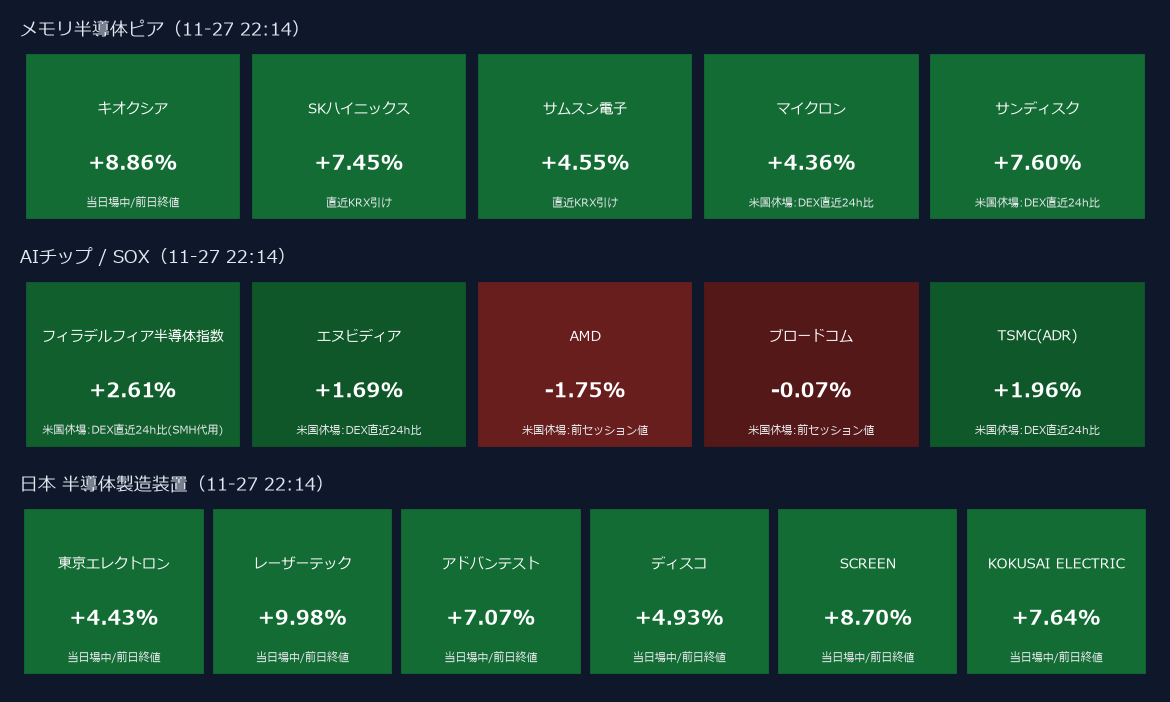 メモリ半導体ピア（11-27 22:14）
キオクシア
+8.86%
当日場中/前日終値
SKハイニックス
+7.45%
直近KRX引け
サムスン電子
+4.55%
直近KRX引け
マイクロン
+4.36%
米国休場:DEX直近24h比
サンディスク
+7.60%
米国休場:DEX直近24h比
AIチップ / SOX（11-27 22:14）
フィラデルフィア半導体指数
+2.61%
米国休場:DEX直近24h比(SMH代用)
エヌビディア
+1.69%
米国休場:DEX直近24h比
AMD
-1.75%
米国休場:前セッション値
ブロードコム
-0.07%
米国休場:前セッション値
TSMC(ADR)
+1.96%
米国休場:DEX直近24h比
日本 半導体製造装置（11-27 22:14）
東京エレクトロン
+4.43%
当日場中/前日終値
レーザーテック
+9.98%
当日場中/前日終値
アドバンテスト
+7.07%
当日場中/前日終値
ディスコ
+4.93%
当日場中/前日終値
SCREEN
+8.70%
当日場中/前日終値
KOKUSAI ELECTRIC
+7.64%
当日場中/前日終値